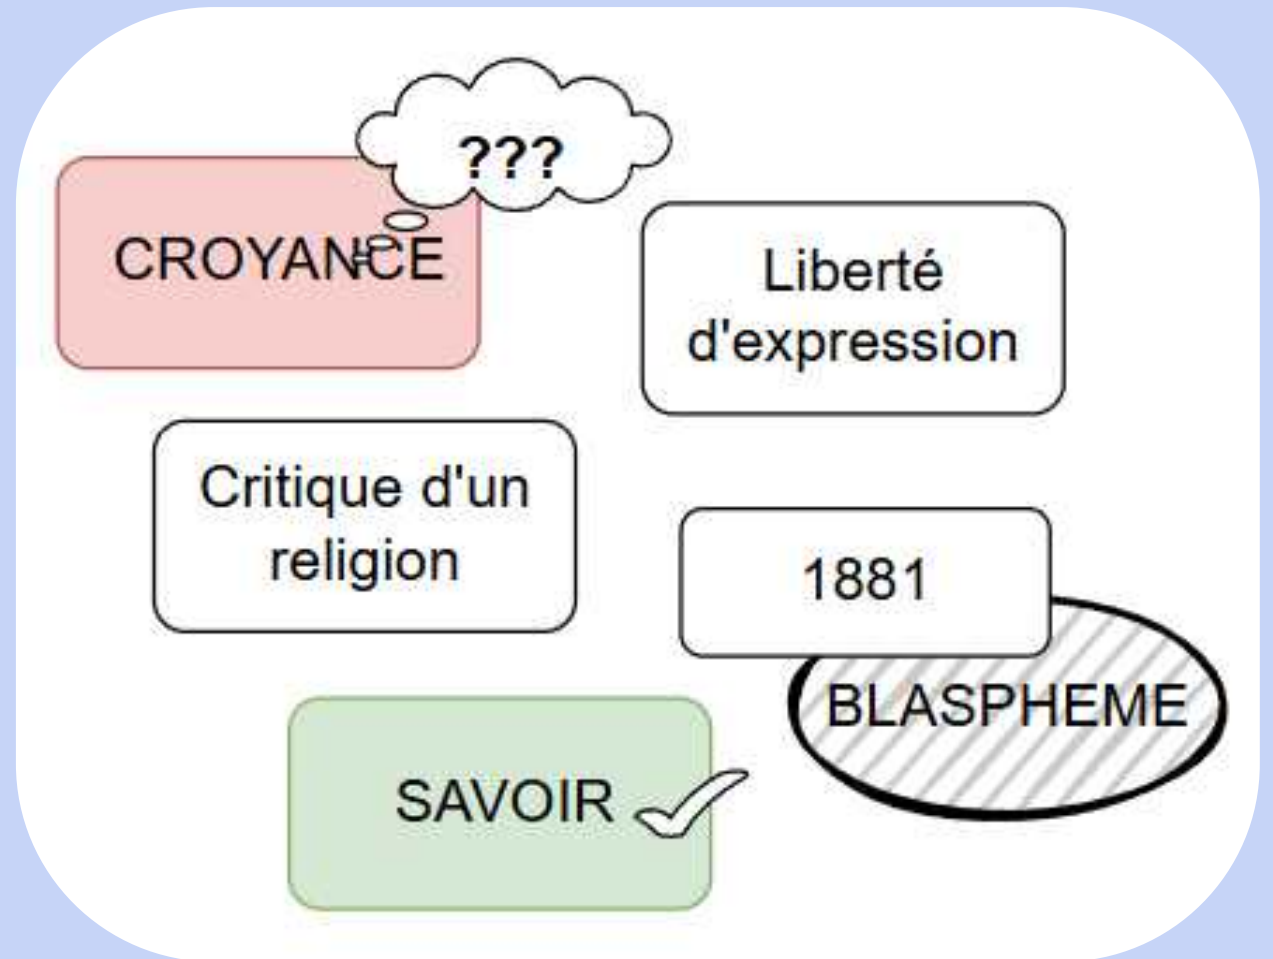 ???
CROYANCE
Liberté
d'expression
Critique d'un
religion
1881
BLASPHEME
SAVOIR